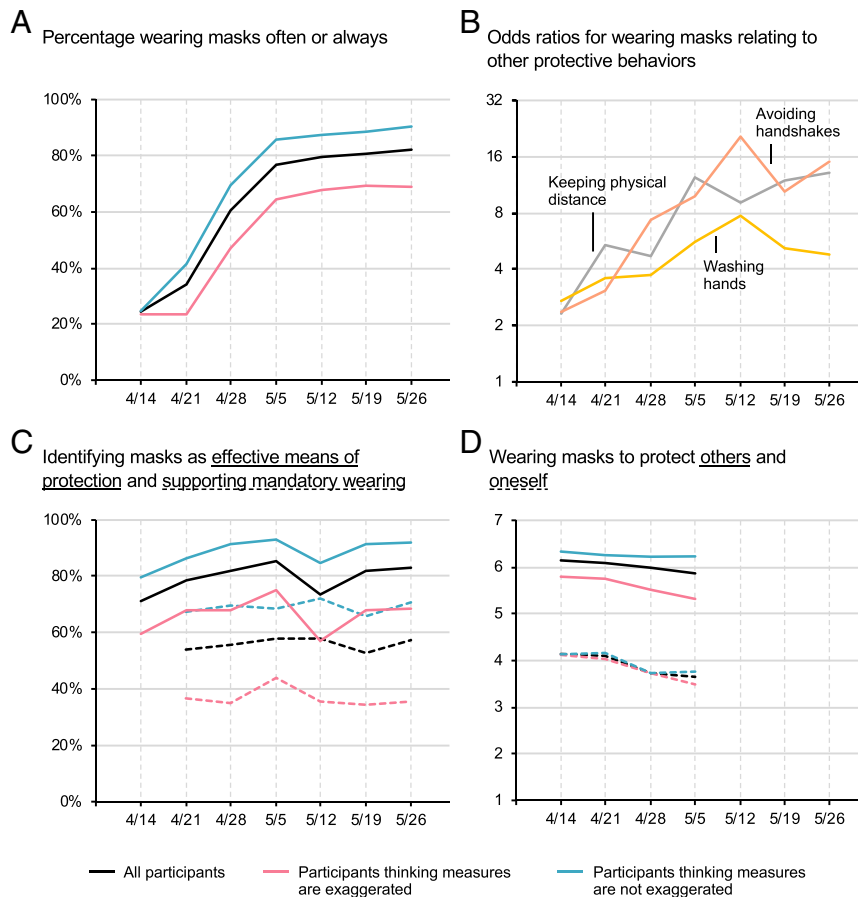 A Percentage wearing masks often or always
100%
80%
60%
40%
20%
0%
4/14 4/21 4/28 5/5 5/12 5/19 5/26
B Odds ratios for wearing masks relating to
other protective behaviors
32
16
8
4
2
1
Avoiding
handshakes
Keeping physical
distance
Washing
hands
4/14 4/21 4/28 5/5 5/12 5/19 5/26
C Identifying masks as effective means of
protection and supporting mandatory wearing
100%
80%
60%
40%
20%
0%
4/14 4/21 4/28 5/5 5/12 5/19 5/26
D Wearing masks to protect others and
oneself
7
6
5
4
3
2
1
4/14 4/21 4/28 5/5 5/12 5/19 5/26
All participants
Participants thinking measures
are exaggerated
Participants thinking measures
are not exaggerated